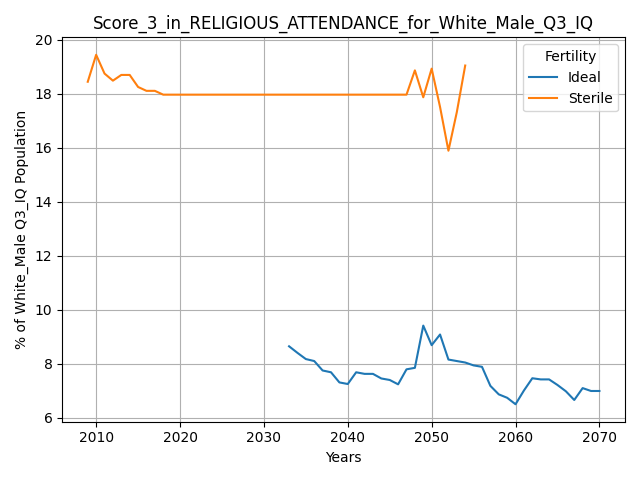 Score_3_in_RELIGIOUS_ATTENDANCE_for_White_Male_Q3_IQ
% of White_Male Q3_IQ Population
20
18
16
14
12
10
8
6
Fertility
Ideal
Sterile
2010 2020 2030 2040 2050 2060 2070
Years